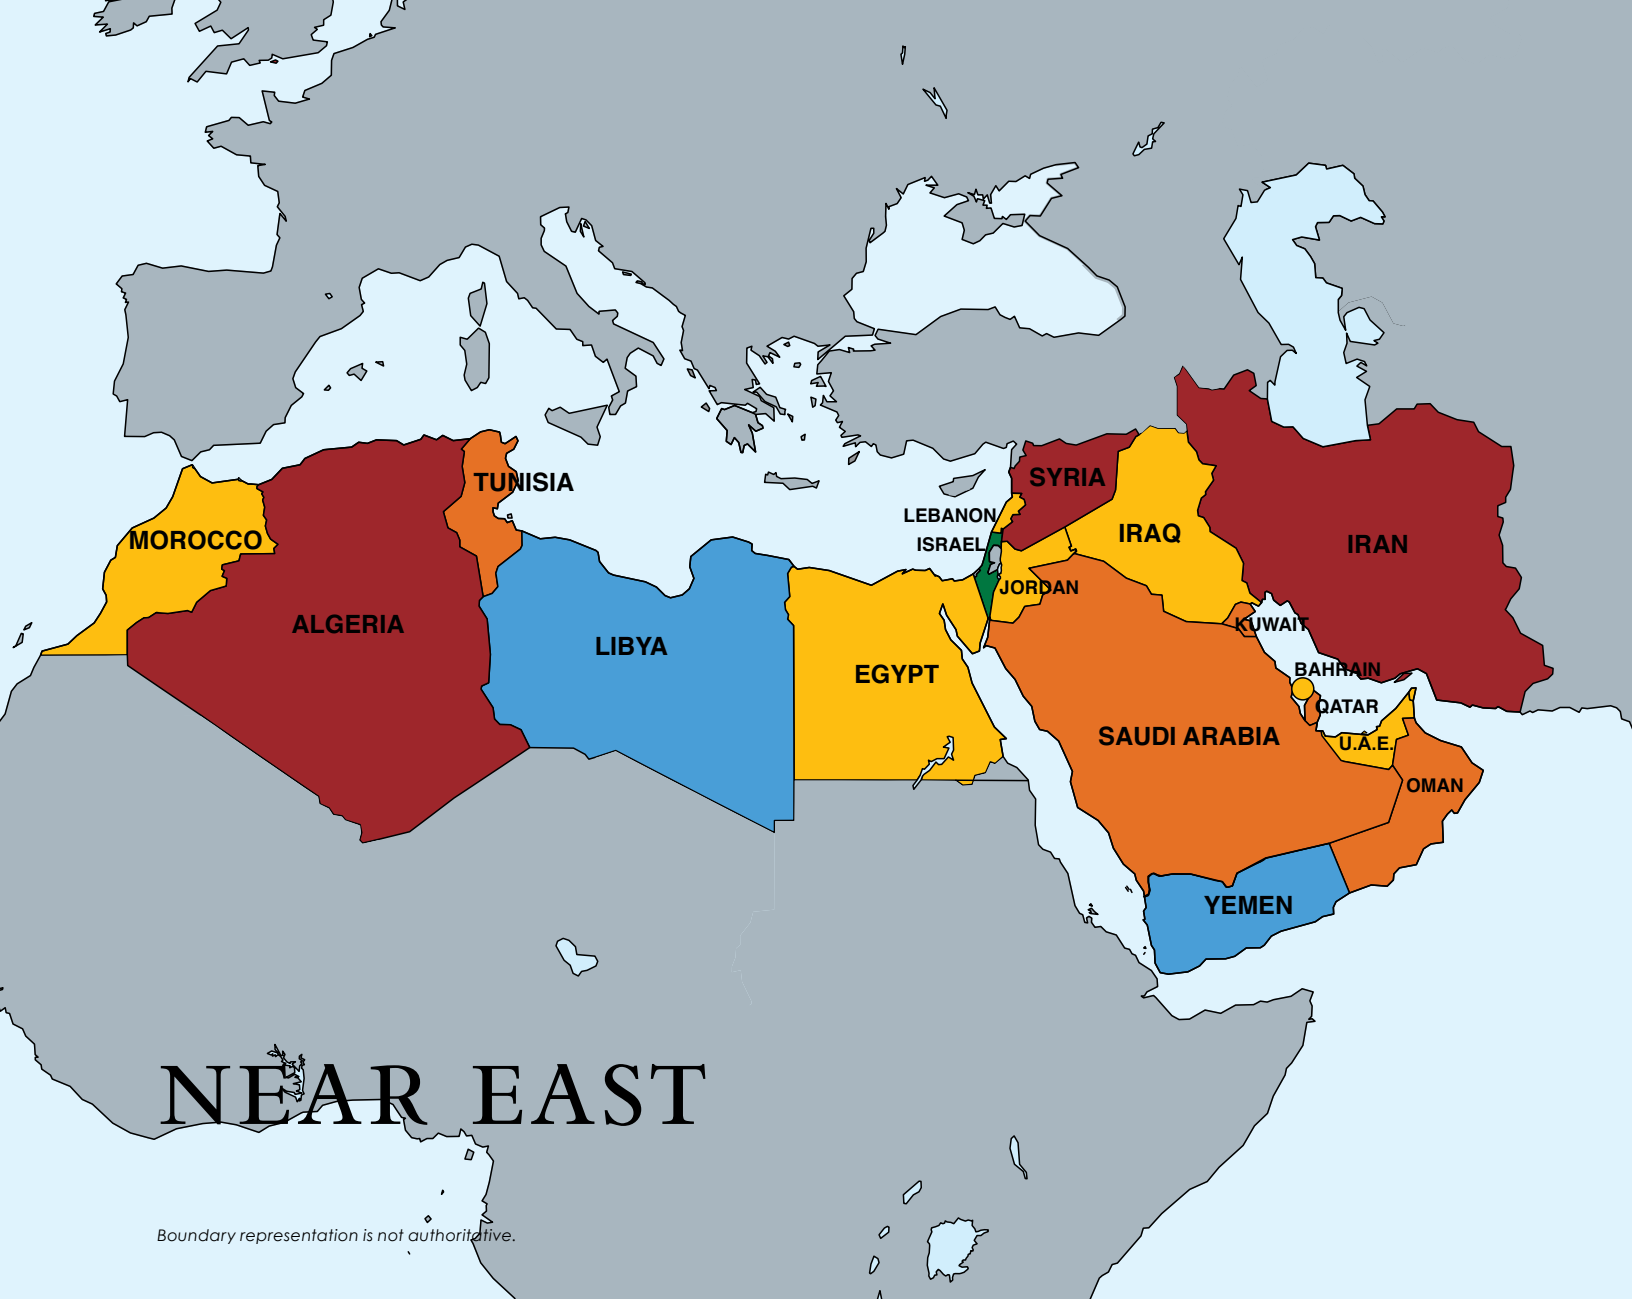 SYRIA
TUNISIA
LEBANON
IRAQ
MOROCCO
ISRAEL
IRAN
JORDAN
ALGERIA
KUWAIT
LIBYA
BAHRAIN
EGYPT
QATAR
SAUDI ARABIA
U.A.E.
OMAN
YEMEN
NEAR EAST
Boundary representation is not authoritative.